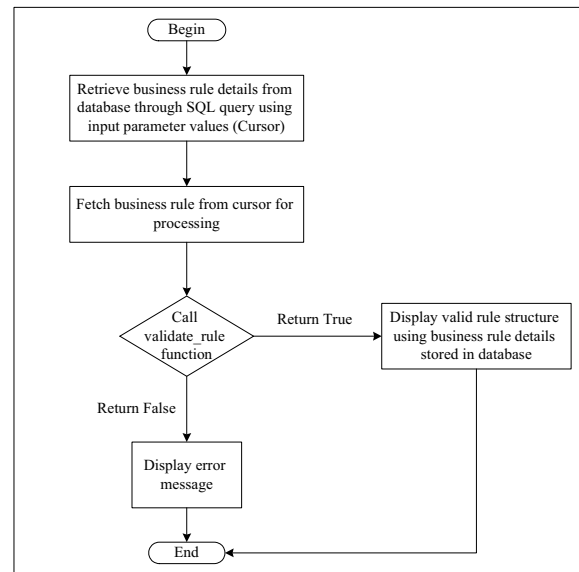 Begin
Retrieve business rule details from
database through SQL query using
input parameter values (Cursor)
Fetch business rule from cursor for
processing
Call
validate_rule
function
Return True
Display valid rule structure
using business rule details
stored in database
Return False
Display error
message
End